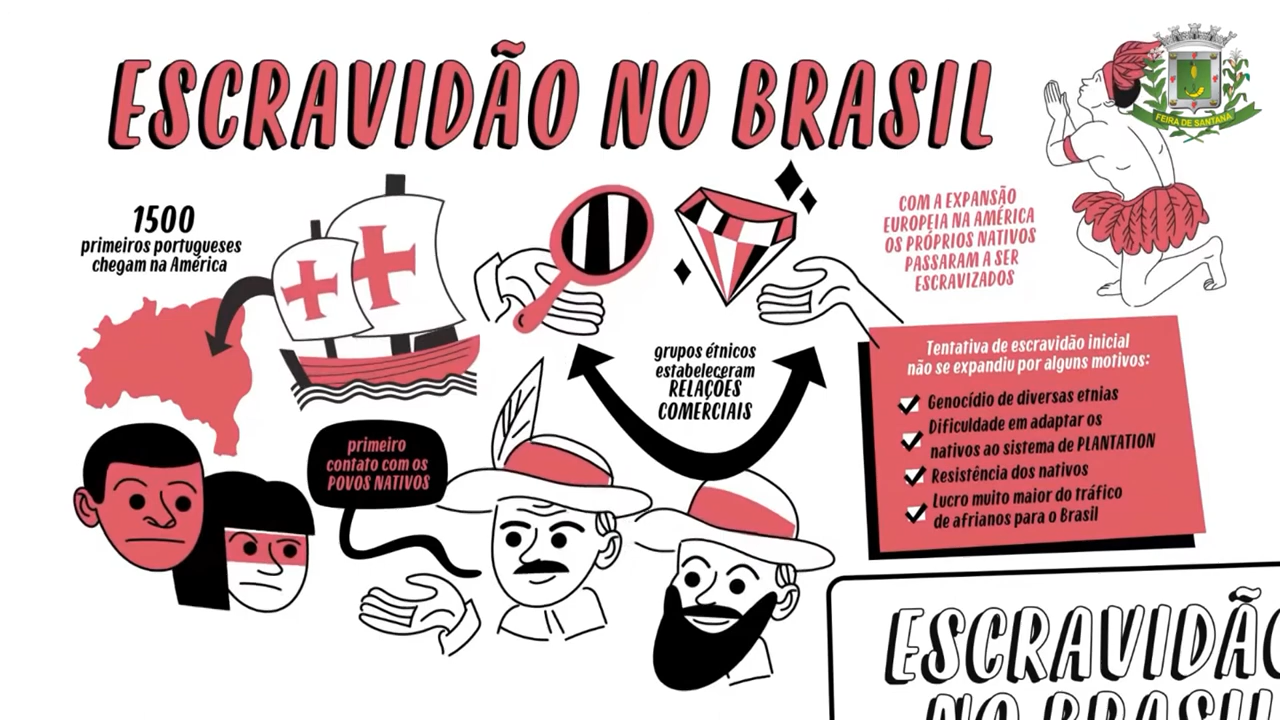 ESCRAVIDÃO NO BRASIL
FEIRA DE SANTANA
1500
primeiros portugueses
chegam na América
COM A EXPANSÃO
EUROPEIA NA AMÉRICA
OS PRÓPRIOS NATIVOS
PASSARAM A SER
ESCRAVIZADOS
grupos étnicos
estabeleceram
RELAÇÕES
COMERCIAIS
Tentativa de escravidão inicial
não se expandiu por alguns motivos:
Genocídio de diversas etnias
Dificuldade em adaptar os
nativos ao sistema de PLANTATION
Resistência dos nativos
Lucro muito maior do tráfico
de afrianos para o Brasil
primeiro
contato com os
POVOS NATIVOS
ESCRAVIDÃO
NO BRASIL